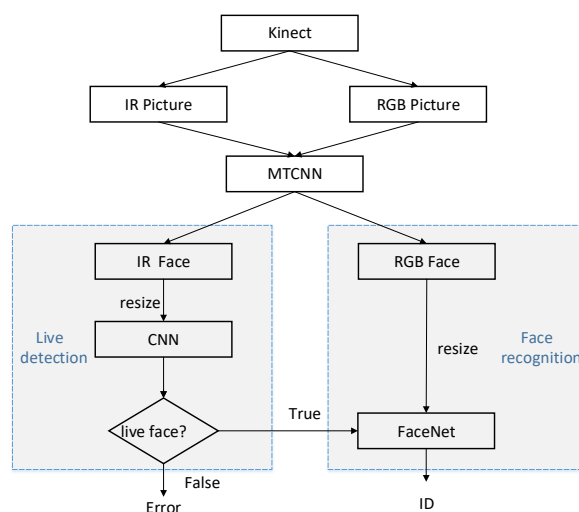 Kinect
IR Picture
RGB Picture
MTCNN
IR Face
RGB Face
resize
Live
detection
CNN
resize
Face
recognition
live face?
True
FaceNet
False
Error
ID